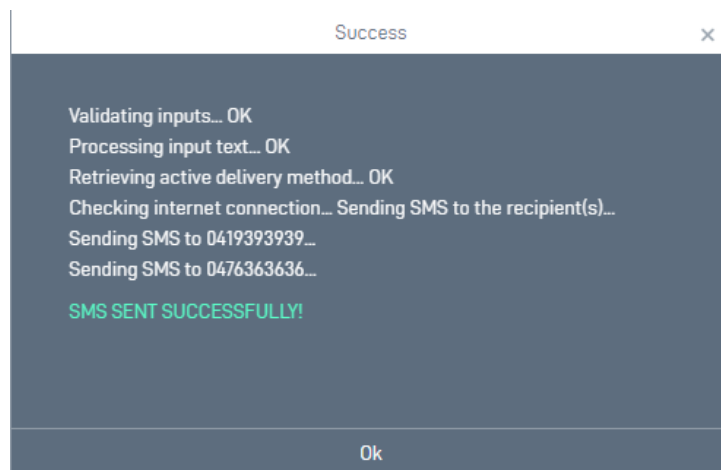 Success
×
Validating inputs... OK
Processing input text... OK
Retrieving active delivery method... OK
Checking internet connection... Sending SMS to the recipient(s)...
Sending SMS to 0419393939...
Sending SMS to 0476363636...
SMS SENT SUCCESSFULLY!
Ok